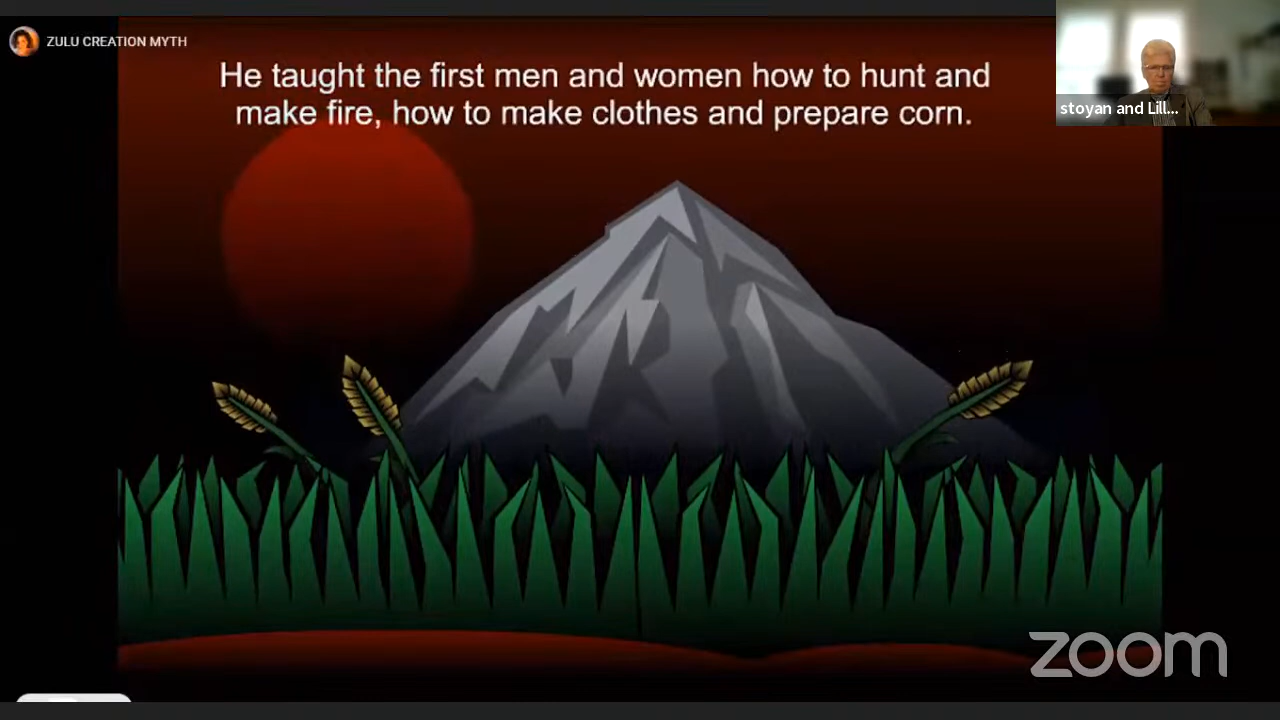 ZULU CREATION MYTH
He taught the first men and women how to hunt and
make fire, how to make clothes and prepare corn.
stoyan and Lill...
zoom